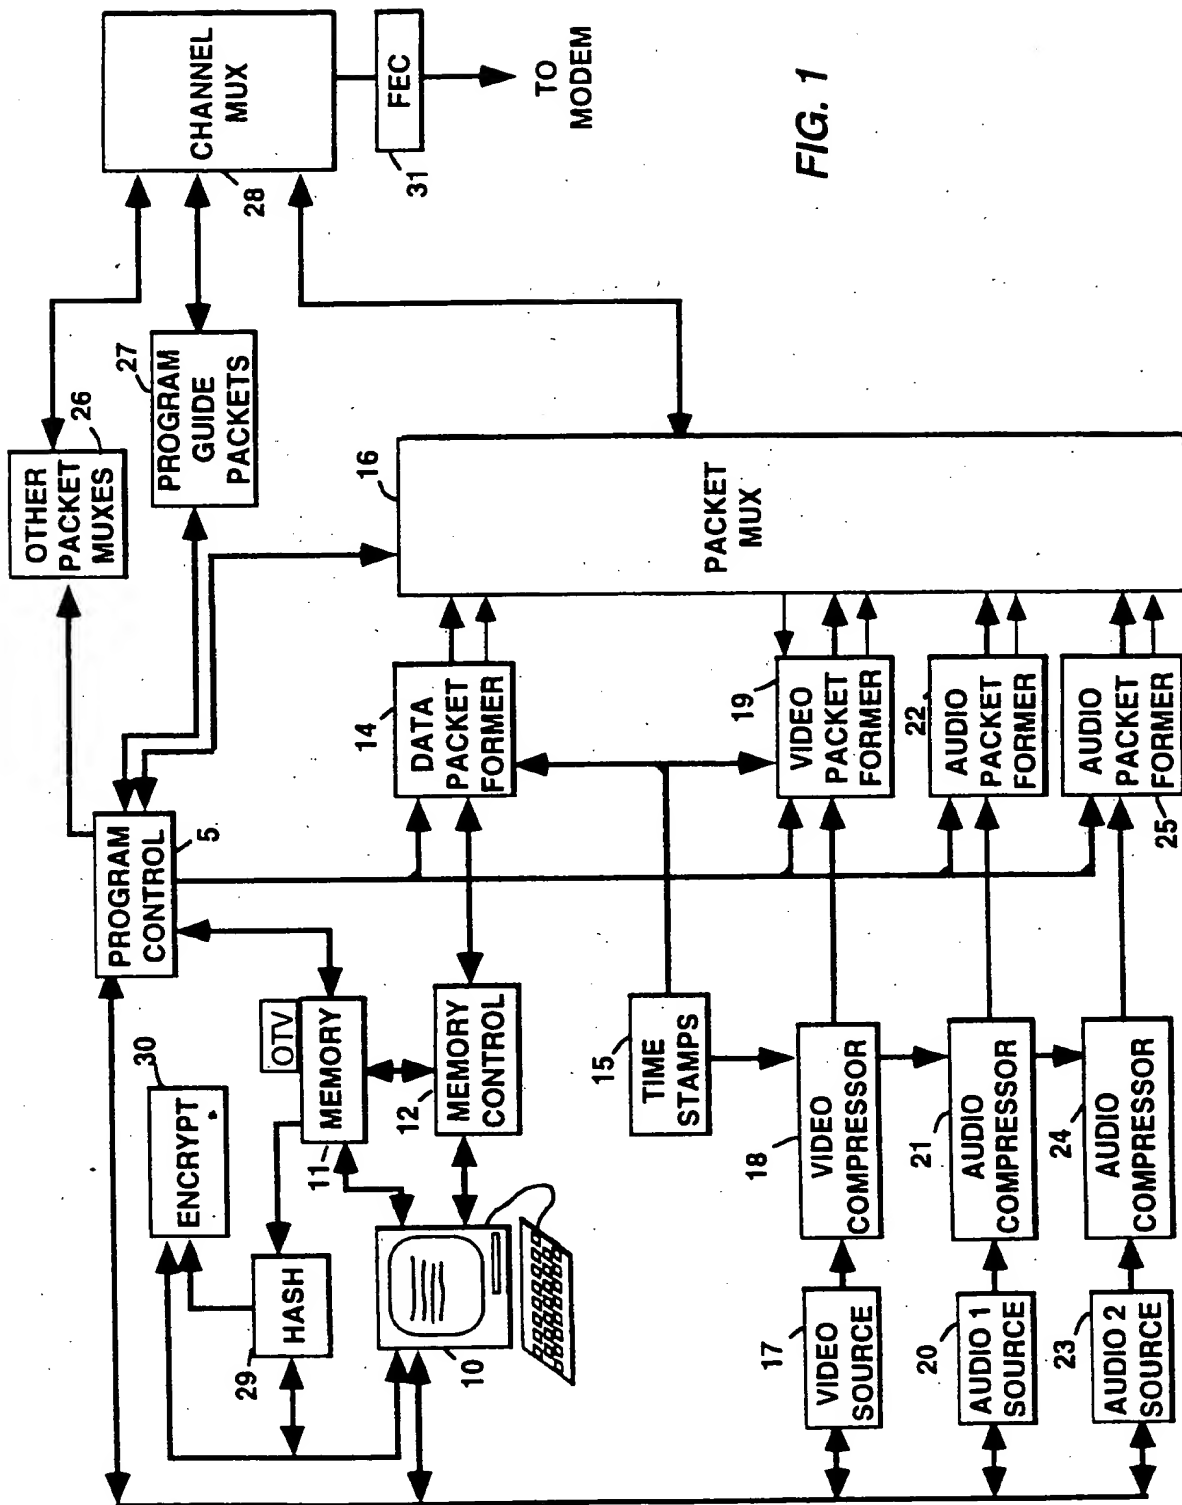 OTHER
PACKET
MUXES
26
PROGRAM
GUIDE
PACKETS
27
CHANNEL
MUX
28
FEC
31
TO
MODEM
PROGRAM
CONTROL
5
ENCRYPT
30
HASH
29
OTV
MEMORY
11
MEMORY
CONTROL
12
10
DATA
PACKET
FORMER
14
TIME
STAMPS
15
PACKET
MUX
16
VIDEO
SOURCE
17
VIDEO
COMPRESSOR
18
VIDEO
PACKET
FORMER
19
AUDIO 1
SOURCE
20
AUDIO
COMPRESSOR
21
AUDIO
PACKET
FORMER
22
AUDIO 2
SOURCE
23
AUDIO
COMPRESSOR
24
AUDIO
PACKET
FORMER
25
FIG. 1